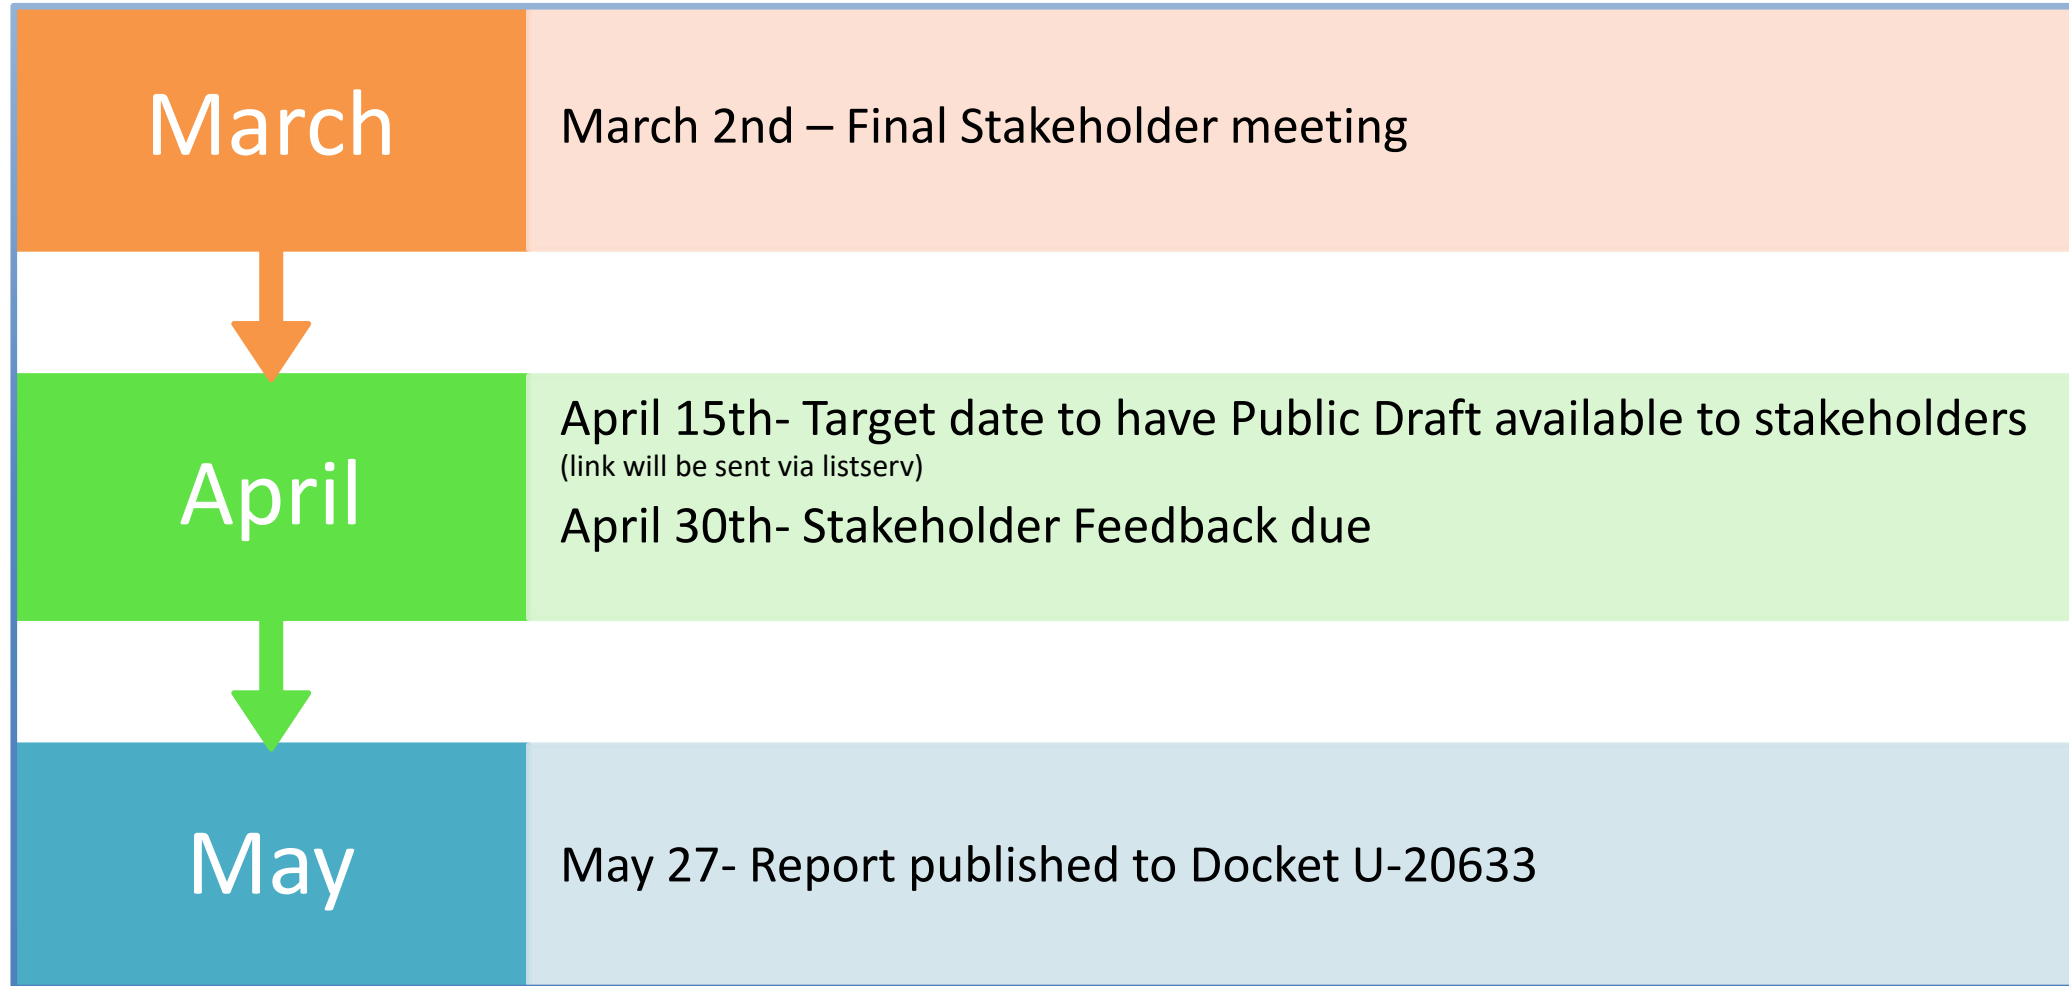 March
March 2nd – Final Stakeholder meeting
April
April 15th- Target date to have Public Draft available to stakeholders
(link will be sent via listserv)
April 30th- Stakeholder Feedback due
May
May 27- Report published to Docket U-20633